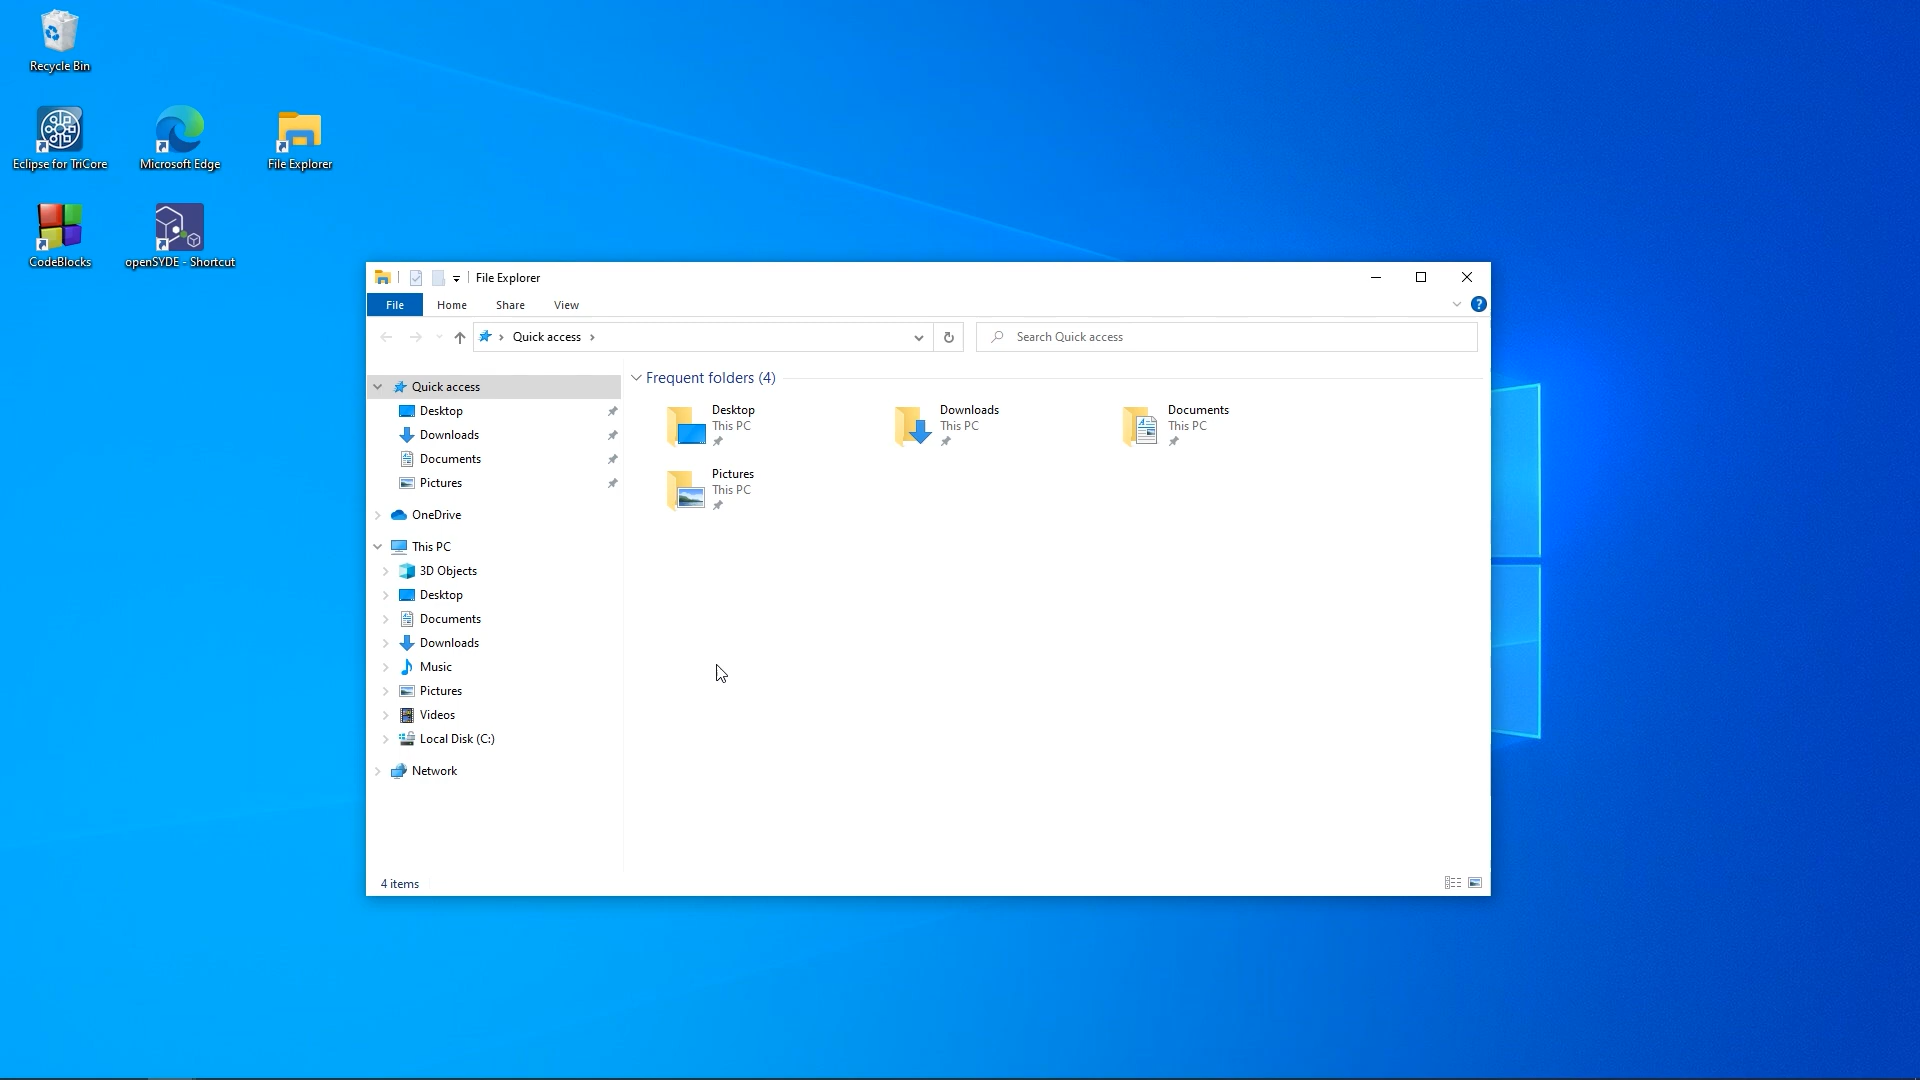 Recycle Bin
Eclipse for TriCore
Microsoft Edge
File Explorer
CodeBlocks
openSYDE - Shortcut
File Explorer
File
Home
Share
View
Quick access
Search Quick access
Quick access
Desktop
Downloads
Documents
Pictures
OneDrive
This PC
3D Objects
Desktop
Documents
Downloads
Music
Pictures
Videos
Local Disk (C:)
Network
Frequent folders (4)
Desktop
This PC
Downloads
This PC
Documents
This PC
Pictures
This PC
4 items